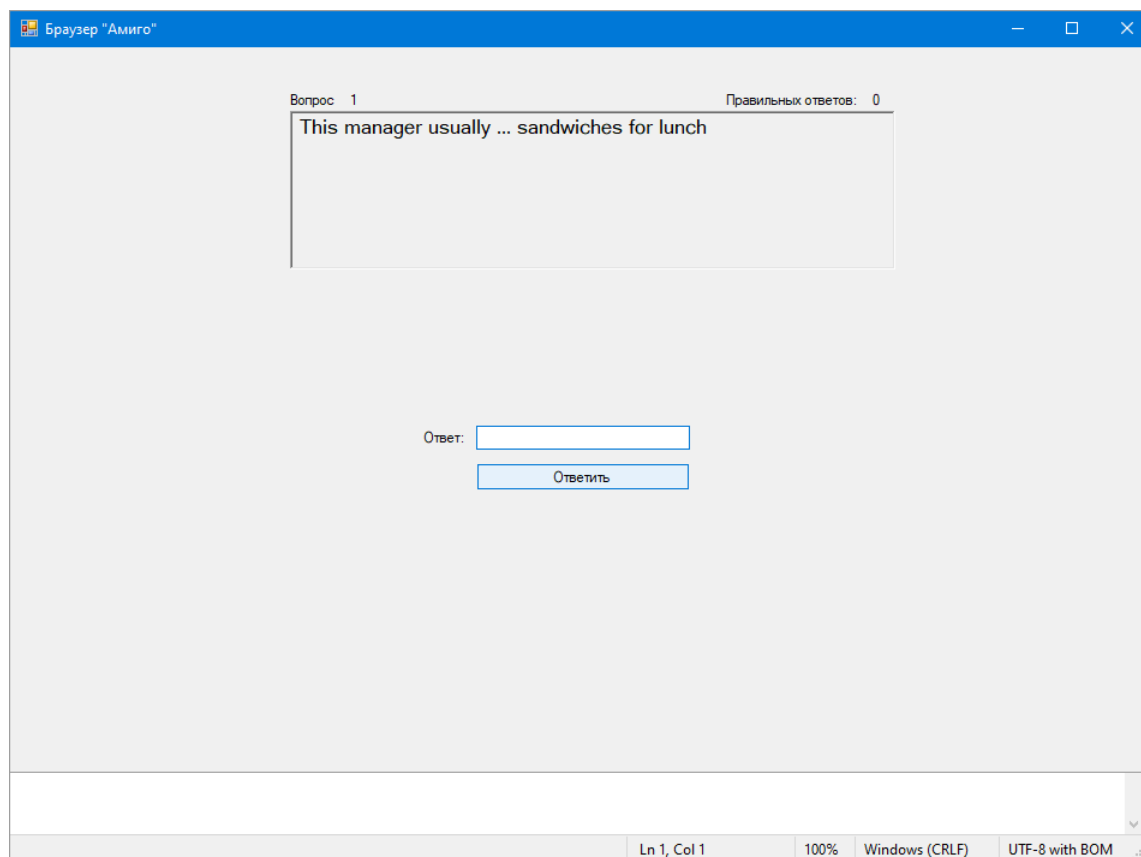 Браузер "Амиго"
Вопрос 1 Правильных ответов: 0
This manager usually ... sandwiches for lunch
Ответ:
Ответить
Ln 1, Col 1 100% Windows (CRLF) UTF-8 with BOM